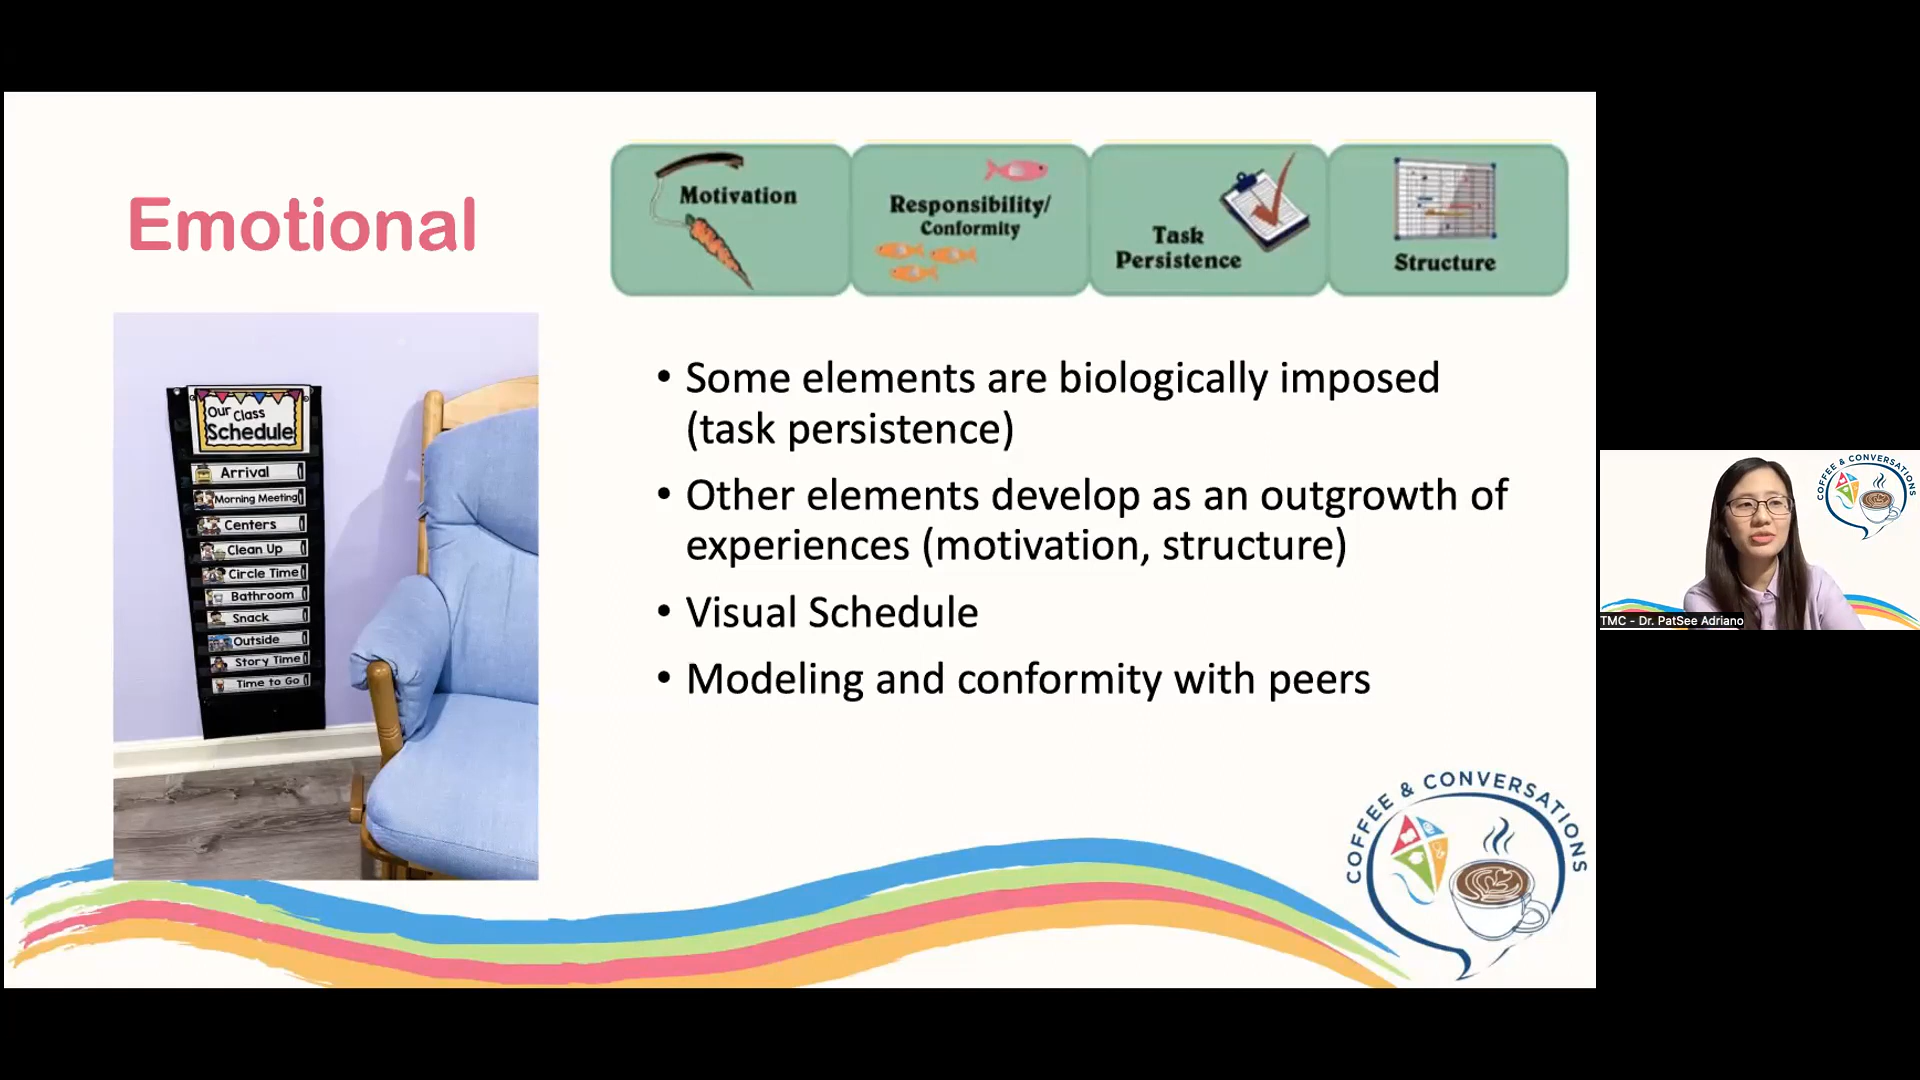 Emotional
Motivation
Responsibility/
Conformity
Task
Persistence
Structure
Our Class
Schedule
Arrival
Morning Meeting
Centers
Clean Up
Circle Time
Bathroom
Snack
Outside
Story Time
Time to Go
• Some elements are biologically imposed
(task persistence)
• Other elements develop as an outgrowth of
experiences (motivation, structure)
• Visual Schedule
• Modeling and conformity with peers
COFFEE & CONVERSATIONS
COFFEE & CONVERSATIONS
TMC - Dr. PatSee Adriano